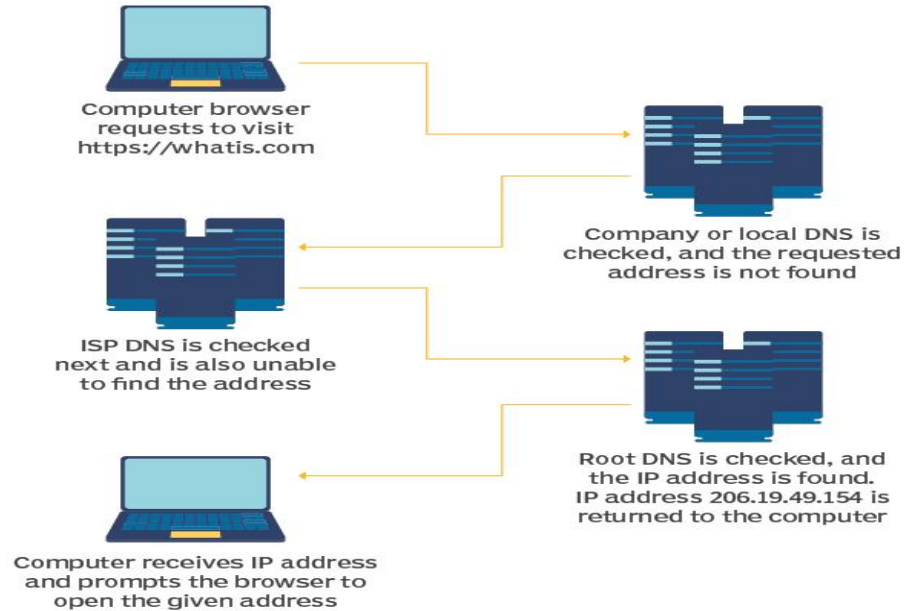 Computer browser
requests to visit
https://whatis.com
Company or local DNS is
checked, and the requested
address is not found
ISP DNS is checked
next and is also unable
to find the address
Root DNS is checked, and
the IP address is found.
IP address 206.19.49.154 is
returned to the computer
Computer receives IP address
and prompts the browser to
open the given address